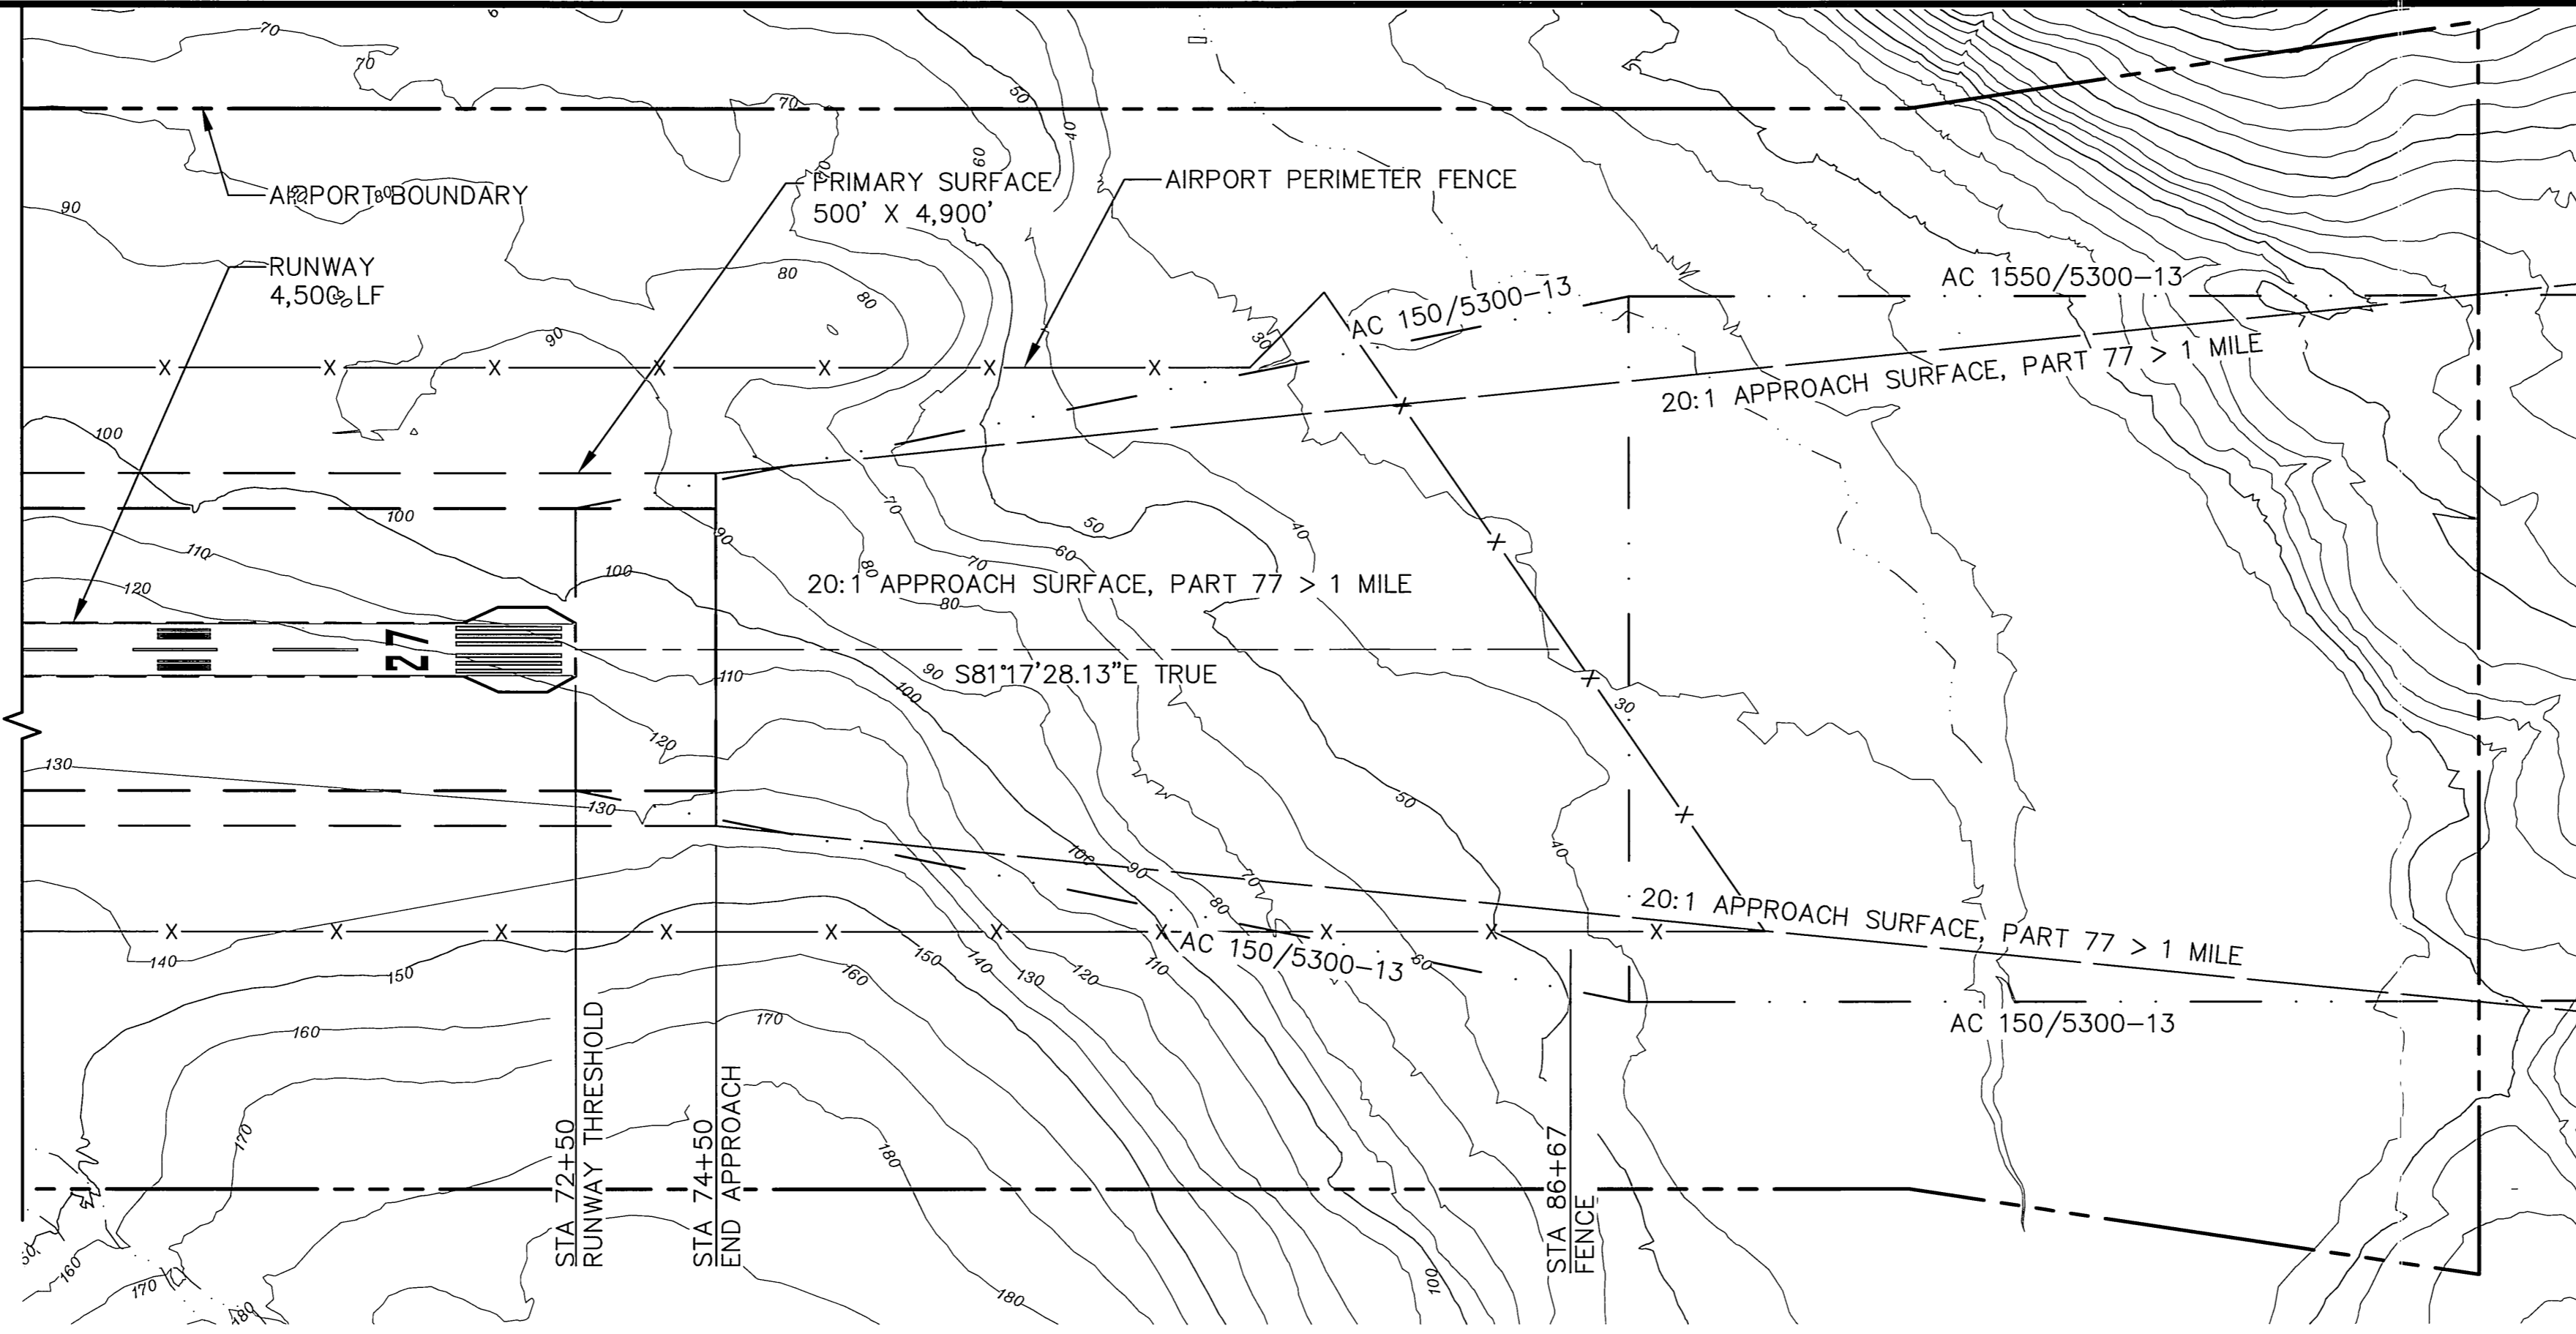 70
70
70
50
40
60
70
AIRPORT BOUNDARY
80
90
PRIMARY SURFACE
500' X 4,900'
AIRPORT PERIMETER FENCE
RUNWAY
4,500 LF
80
80
90
30
AC 150/5300-13
AC 1550/5300-13
X X X X X X X
20:1 APPROACH SURFACE, PART 77 > 1 MILE
100
100
110
120
100
90
70
50
60
70
80
40
20:1 APPROACH SURFACE, PART 77 > 1 MILE
80
27
90
100
110
S81°17'28.13"E TRUE
30
120
130
130
50
40
100
90
80
70
20:1 APPROACH SURFACE, PART 77 > 1 MILE
X X X X X X X X X X
AC 150/5300-13
60
140
150
160
150
140
130
120
110
AC 150/5300-13
160
170
170
180
STA 72+50
RUNWAY THRESHOLD
STA 74+50
END APPROACH
STA 86+67
FENCE
160
170
180
180
100